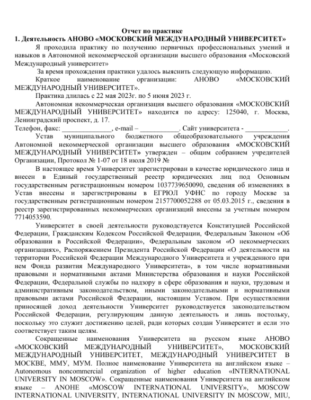 Отчет по практике
1. Деятельность АНОВО «МОСКОВСКИЙ МЕЖДУНАРОДНЫЙ УНИВЕРСИТЕТ»
Я проходила практику по получению первичных профессиональных умений и
навыков в Автономной некоммерческой организации высшего образования «Московский
Международный университет»
За время прохождения практики удалось выяснить следующую информацию.
Краткое наименование организации: АНОВО «МОСКОВСКИЙ
МЕЖДУНАРОДНЫЙ УНИВЕРСИТЕТ».
Практика длилась с 22 мая 2023г. по 5 июня 2023 г.
Автономная некоммерческая организация высшего образования «МОСКОВСКИЙ
МЕЖДУНАРОДНЫЙ УНИВЕРСИТЕТ» находится по адресу: 125040, г. Москва,
Ленинградский проспект, д. 17.
Телефон, факс: ____________, e-mail – ____________ Сайт университета - ____________
Устав муниципального бюджетного общеобразовательного учреждения
Автономной некоммерческой организации высшего образования «МОСКОВСКИЙ
МЕЖДУНАРОДНЫЙ УНИВЕРСИТЕТ» утвержден – общим собранием учредителей
Организации, Протокол № 1-07 от 18 июля 2019 №
В настоящее время Университет зарегистрирован в качестве юридического лица и
внесен в Единый государственный реестр юридических лиц под Основным
государственным регистрационным номером 1037739650090, сведения об изменениях в
Устав внесены и зарегистрированы в ЕГРЮЛ УФНС по городу Москве за
государственным регистрационным номером 2157700052288 от 05.03.2015 г., сведения в
реестр зарегистрированных некоммерческих организаций внесены за учетным номером
7714053590.
Университет в своей деятельности руководствуется Конституцией Российской
Федерации, Гражданским Кодексом Российской Федерации, Федеральным Законом «Об
образовании в Российской Федерации», Федеральным законом «О некоммерческих
организациях», Распоряжением Президента Российской Федерации «О деятельности на
территории Российской Федерации Международного Университета и учрежденного при
нем Фонда развития Международного Университета», в том числе нормативными
правовыми и нормативными актами Министерства образования и науки Российской
Федерации, Федеральной службы по надзору в сфере образования и науки, трудовым и
административным законодательством, иными законодательными и нормативными
правовыми актами Российской Федерации, настоящим Уставом. При осуществлении
приносящей доход деятельности Университет руководствуется законодательством
Российской Федерации, регулирующим данную деятельность и лишь постольку,
поскольку это служит достижению целей, ради которых создан Университет и если это
соответствует таким целям.
Сокращенные наименования Университета на русском языке АНОВО
«МОСКОВСКИЙ МЕЖДУНАРОДНЫЙ УНИВЕРСИТЕТ», МЕЖДУНАРОДНЫЙ В
МОСКВЕ, ММУ, МУМ. Полное наименование Университета на английском языке –
Autonomous noncommercial organization of higher education «INTERNATIONAL
UNIVERSITY IN MOSCOW». Сокращенные наименования Университета на английском
языке – ANOHE «MOSCOW INTERNATIONAL UNIVERSITY», MOSCOW
INTERNATIONAL UNIVERSITY, INTERNATIONAL UNIVERSITY IN MOSCOW, MIU,